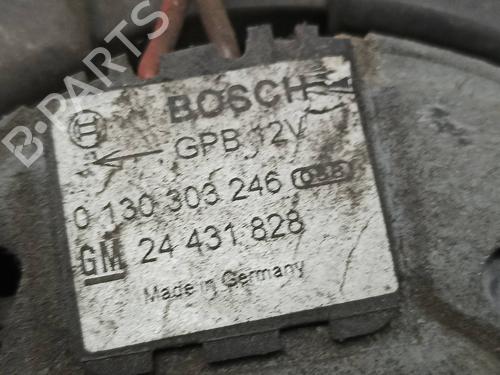 BOSCH
GPB 12V
0 130 303 246
GM 24 431 828
Made in Germany
B-PARTS